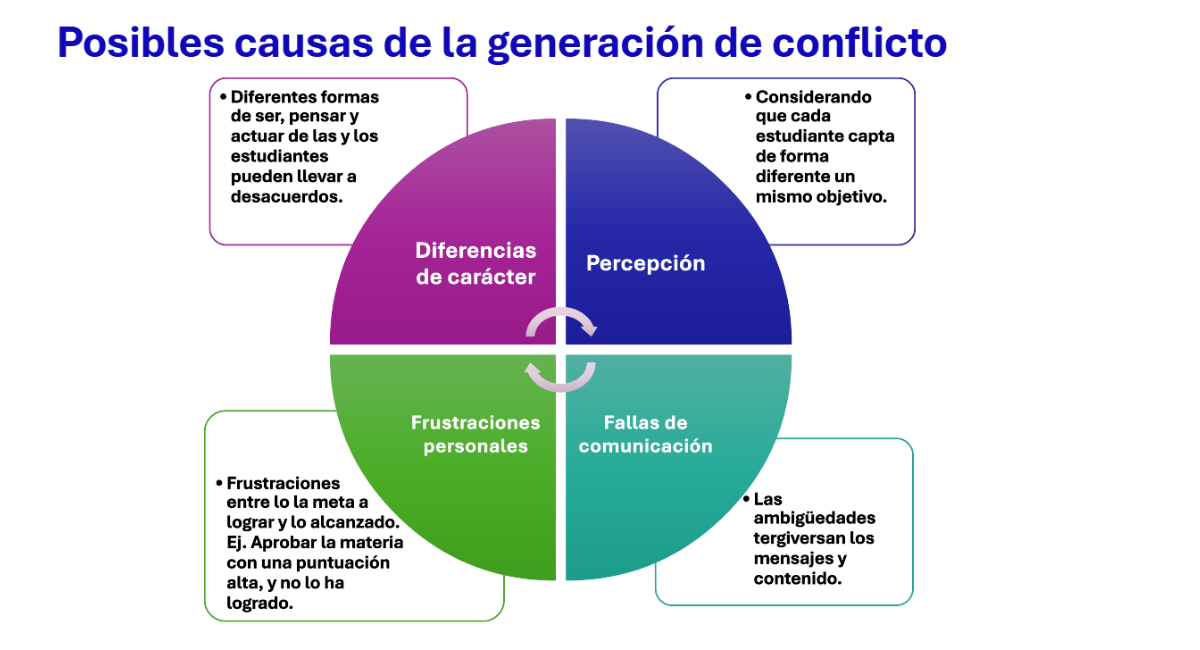 Posibles causas de la generación de conflicto
• Diferentes formas
de ser, pensar y
actuar de las y los
estudiantes
pueden llevar a
desacuerdos.
• Considerando
que cada
estudiante capta
de forma
diferente un
mismo objetivo.
Diferencias
de carácter
Percepción
Frustraciones
personales
Fallas de
comunicación
• Frustraciones
entre lo la meta a
lograr y lo alcanzado.
Ej. Aprobar la materia
con una puntuación
alta, y no lo ha
logrado.
• Las
ambigüedades
tergiversan los
mensajes y
contenido.